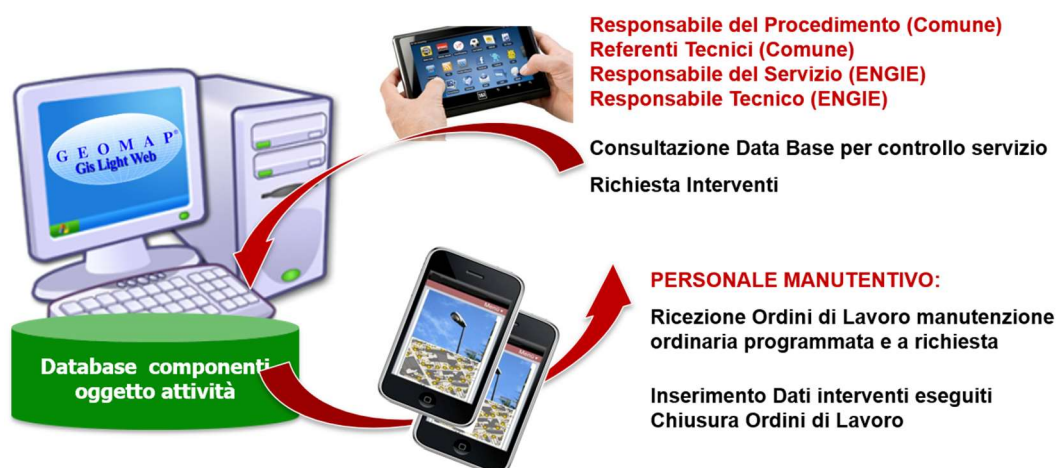 Responsabile del Procedimento (Comune)
Referenti Tecnici (Comune)
Responsabile del Servizio (ENGIE)
Responsabile Tecnico (ENGIE)
Consultazione Data Base per controllo servizio
Richiesta Interventi
GEOMAP®
Gis Light Web
Database componenti
oggetto attività
Menu
PERSONALE MANUTENTIVO:
Ricezione Ordini di Lavoro manutenzione
ordinaria programmata e a richiesta
Inserimento Dati interventi eseguiti
Chiusura Ordini di Lavoro